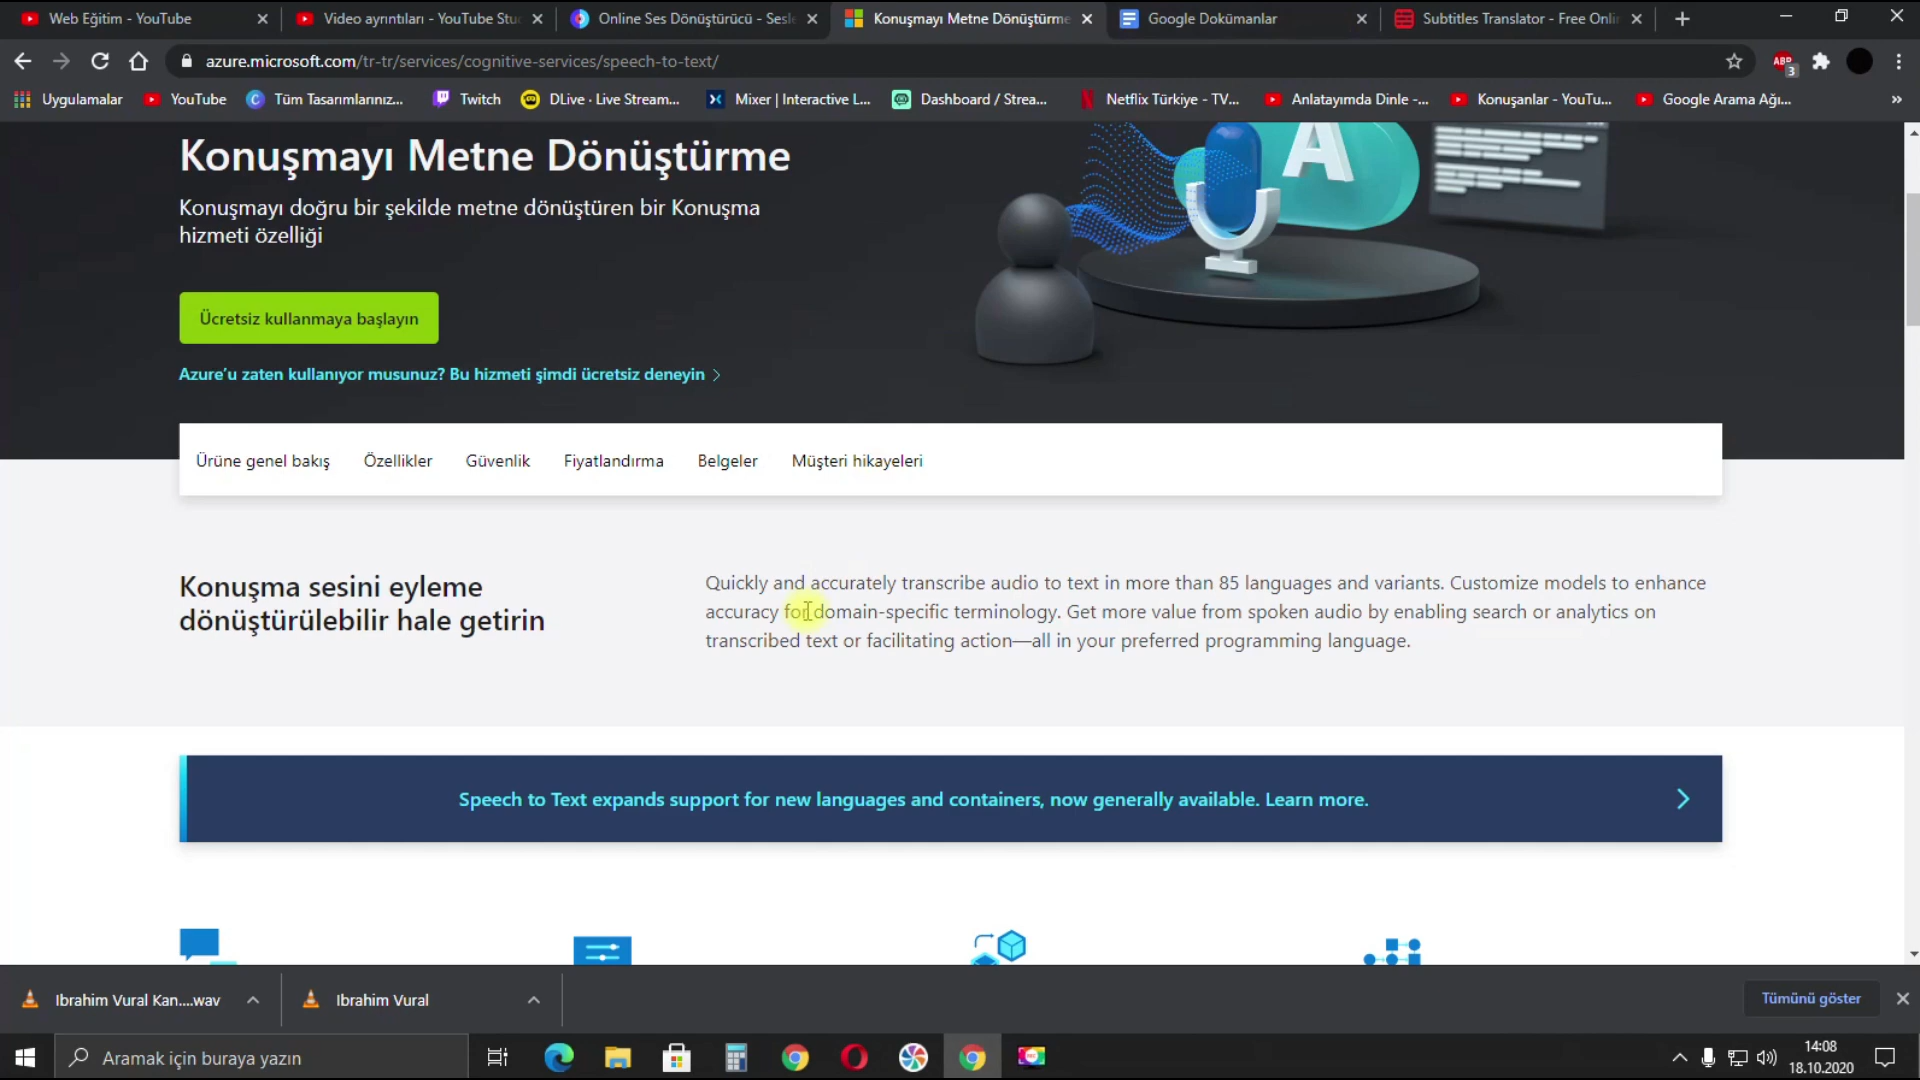 Web Eğitim - YouTube
Video ayrıntıları - YouTube Stu
Online Ses Dönüştürücü - Sesle
Konuşmayı Metne Dönüştürme
Google Dokümanlar
Subtitles Translator - Free Onli
azure.microsoft.com/tr-tr/services/cognitive-services/speech-to-text/
ABP
3
Uygulamalar
YouTube
Tüm Tasarımlarınız...
Twitch
DLive · Live Stream...
Mixer | Interactive L...
Dashboard / Strea...
Netflix Türkiye - TV...
Anlatayımda Dinle -...
Konuşanlar - YouTu...
Google Arama Ağı...
Konuşmayı Metne Dönüştürme
A
Konuşmayı doğru bir şekilde metne dönüştüren bir Konuşma
hizmeti özelliği
Ücretsiz kullanmaya başlayın
Azure'u zaten kullanıyor musunuz? Bu hizmeti şimdi ücretsiz deneyin
Ürüne genel bakış
Özellikler
Güvenlik
Fiyatlandırma
Belgeler
Müşteri hikayeleri
Konuşma sesini eyleme
dönüştürülebilir hale getirin
Quickly and accurately transcribe audio to text in more than 85 languages and variants. Customize models to enhance
accuracy for domain-specific terminology. Get more value from spoken audio by enabling search or analytics on
transcribed text or facilitating action—all in your preferred programming language.
Speech to Text expands support for new languages and containers, now generally available. Learn more.
Ibrahim Vural Kan....wav
Ibrahim Vural
Tümünü göster
Aramak için buraya yazın
14:08
18.10.2020